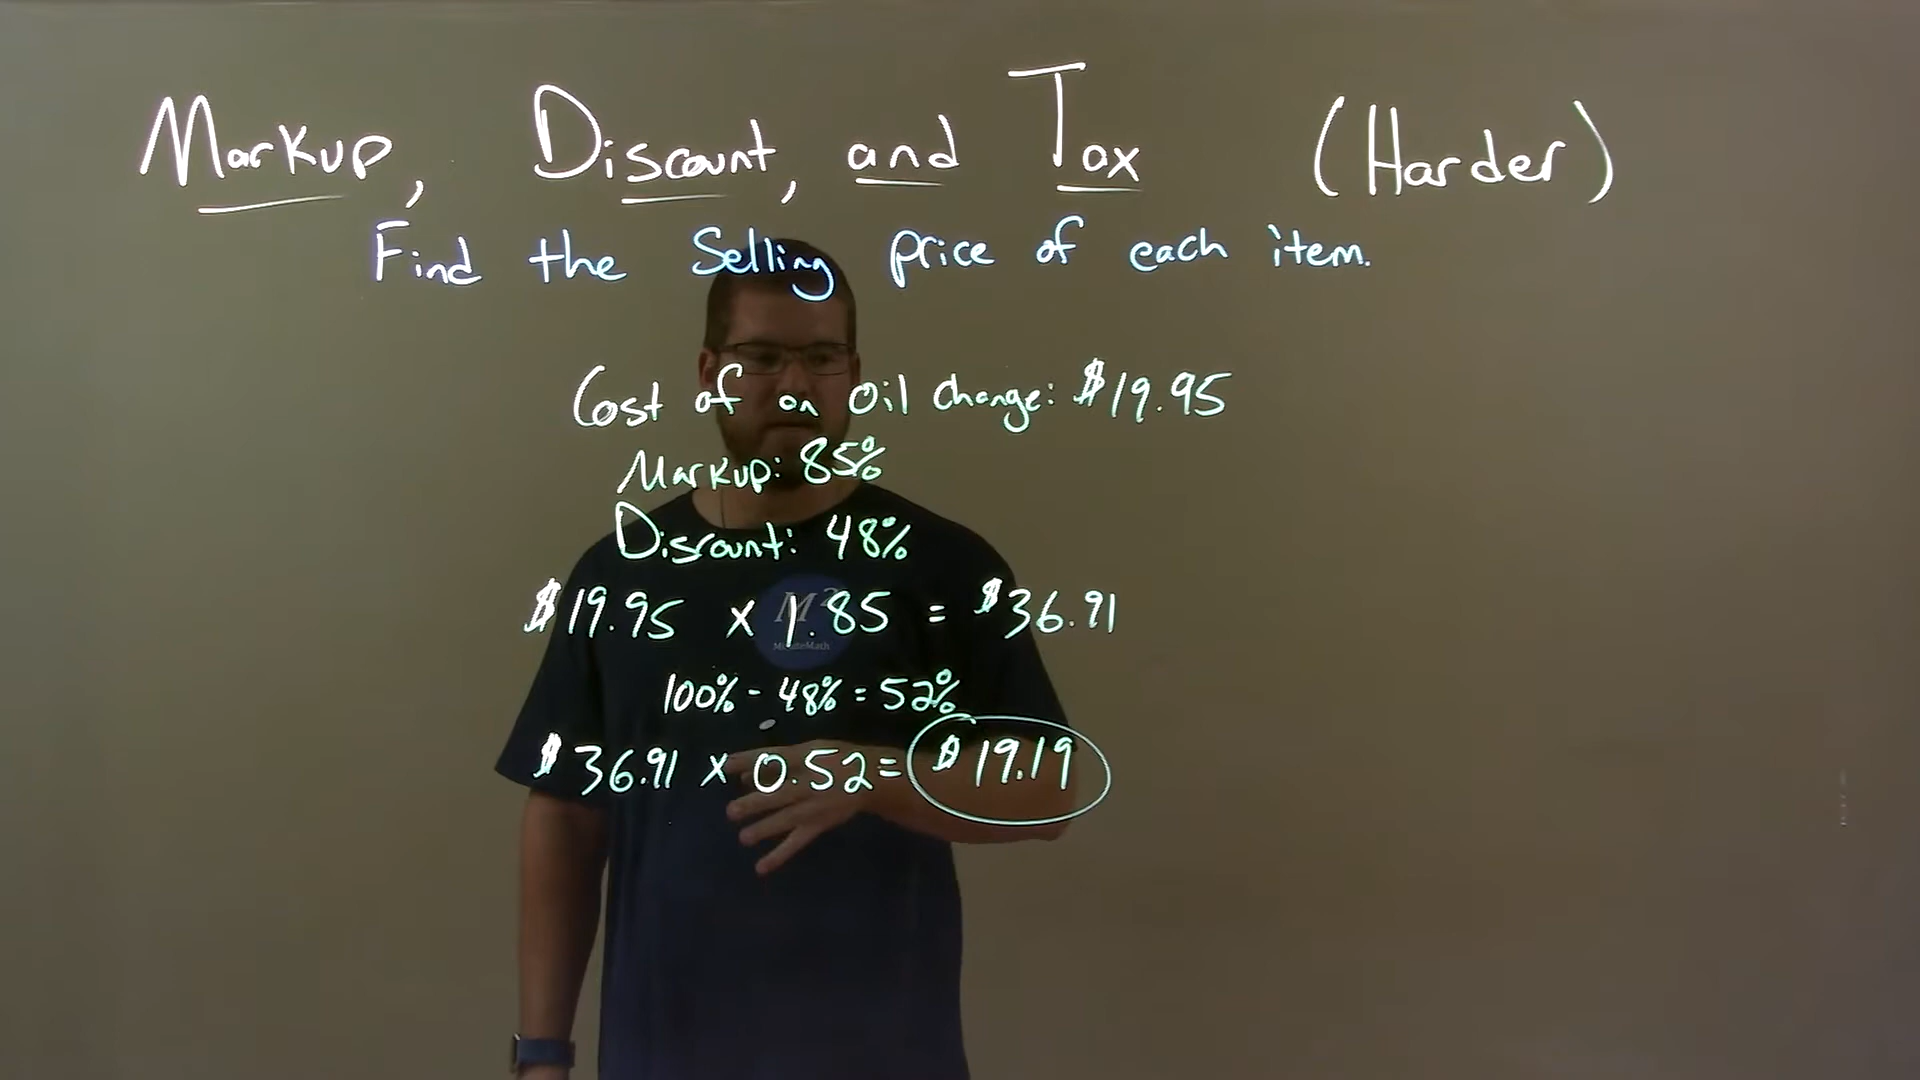 Markup, Discount, and Tax (Harder)
Find the Selling price of each item.
Cost of an Oil Change: $19.95
Markup: 85%
Discount: 48%
$19.95 x 1.85 = $36.91
M²
MinuteMath
100% - 48% = 52%
$36.91 x 0.52 = $19.19